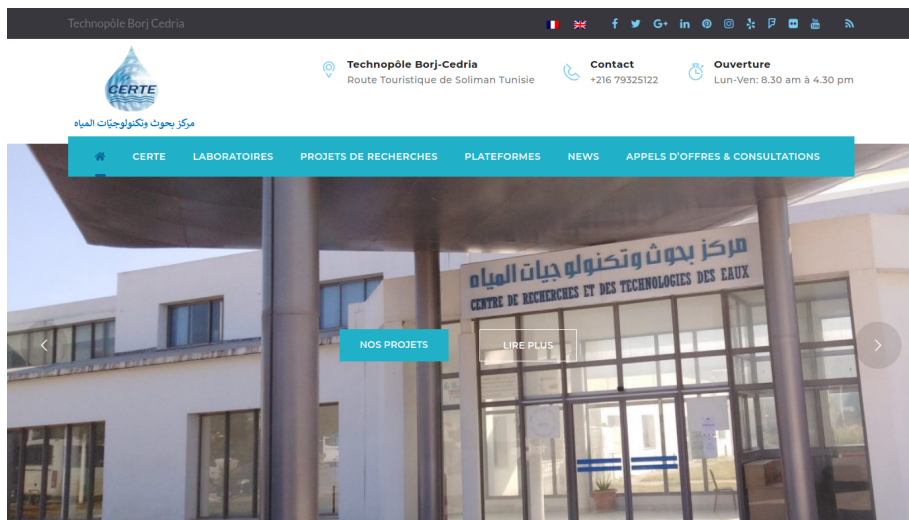 Technopôle Borj Cedria
CERTE
مركز بحوث وتكنولوجيّات المياه
Technopôle Borj-Cedria
Route Touristique de Soliman Tunisie
Contact
+216 79325122
Ouverture
Lun-Ven: 8.30 am à 4.30 pm
CERTE
LABORATOIRES
PROJETS DE RECHERCHES
PLATEFORMES
NEWS
APPELS D'OFFRES & CONSULTATIONS
مركز بحوث وتكنولوجيات المياه
CENTRE DE RECHERCHES ET DES TECHNOLOGIES DES EAUX
NOS PROJETS
LIRE PLUS